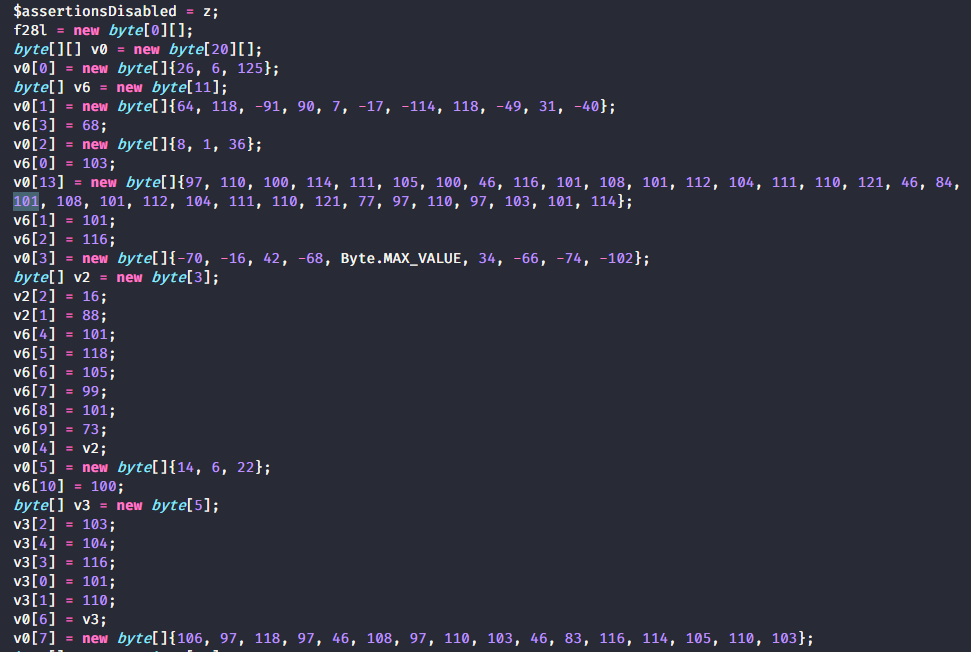 $assertionsDisabled = z;
f28l = new byte[0][];
byte[][] v0 = new byte[20][];
v0[0] = new byte[]{26, 6, 125};
byte[] v6 = new byte[11];
v0[1] = new byte[]{64, 118, -91, 90, 7, -17, -114, 118, -49, 31, -40};
v6[3] = 68;
v0[2] = new byte[]{8, 1, 36};
v6[0] = 103;
v0[13] = new byte[]{97, 110, 100, 114, 111, 105, 100, 46, 116, 101, 108, 101, 112, 104, 111, 110, 121, 46, 84,
101, 108, 101, 112, 104, 111, 110, 121, 77, 97, 110, 97, 103, 101, 114};
v6[1] = 101;
v6[2] = 116;
v0[3] = new byte[]{-70, -16, 42, -68, Byte.MAX_VALUE, 34, -66, -74, -102};
byte[] v2 = new byte[3];
v2[2] = 16;
v2[1] = 88;
v6[4] = 101;
v6[5] = 118;
v6[6] = 105;
v6[7] = 99;
v6[8] = 101;
v6[9] = 73;
v0[4] = v2;
v0[5] = new byte[]{14, 6, 22};
v6[10] = 100;
byte[] v3 = new byte[5];
v3[2] = 103;
v3[4] = 104;
v3[3] = 116;
v3[0] = 101;
v3[1] = 110;
v0[6] = v3;
v0[7] = new byte[]{106, 97, 118, 97, 46, 108, 97, 110, 103, 46, 83, 116, 114, 105, 110, 103};